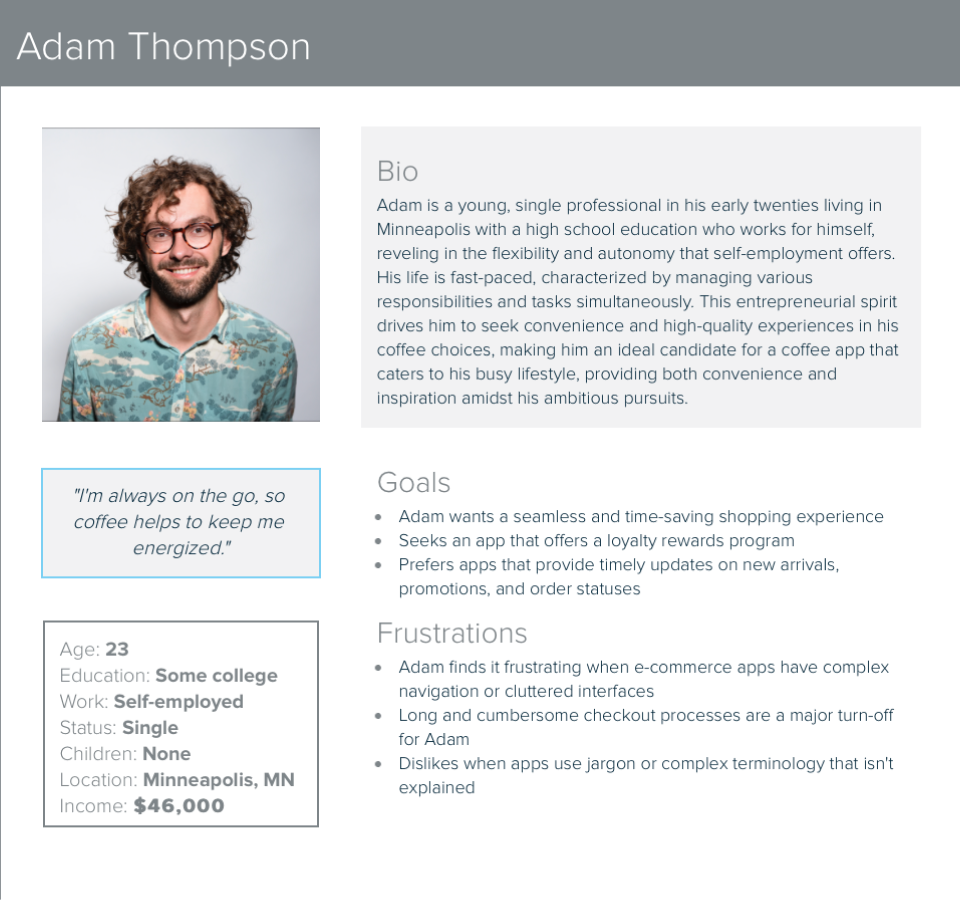 Adam Thompson
Bio
Adam is a young, single professional in his early twenties living in
Minneapolis with a high school education who works for himself,
reveling in the flexibility and autonomy that self-employment offers.
His life is fast-paced, characterized by managing various
responsibilities and tasks simultaneously. This entrepreneurial spirit
drives him to seek convenience and high-quality experiences in his
coffee choices, making him an ideal candidate for a coffee app that
caters to his busy lifestyle, providing both convenience and
inspiration amidst his ambitious pursuits.
"I'm always on the go, so
coffee helps to keep me
energized."
Age: 23
Education: Some college
Work: Self-employed
Status: Single
Children: None
Location: Minneapolis, MN
Income: $46,000
Goals
• Adam wants a seamless and time-saving shopping experience
• Seeks an app that offers a loyalty rewards program
• Prefers apps that provide timely updates on new arrivals,
promotions, and order statuses
Frustrations
• Adam finds it frustrating when e-commerce apps have complex
navigation or cluttered interfaces
• Long and cumbersome checkout processes are a major turn-off
for Adam
• Dislikes when apps use jargon or complex terminology that isn't
explained